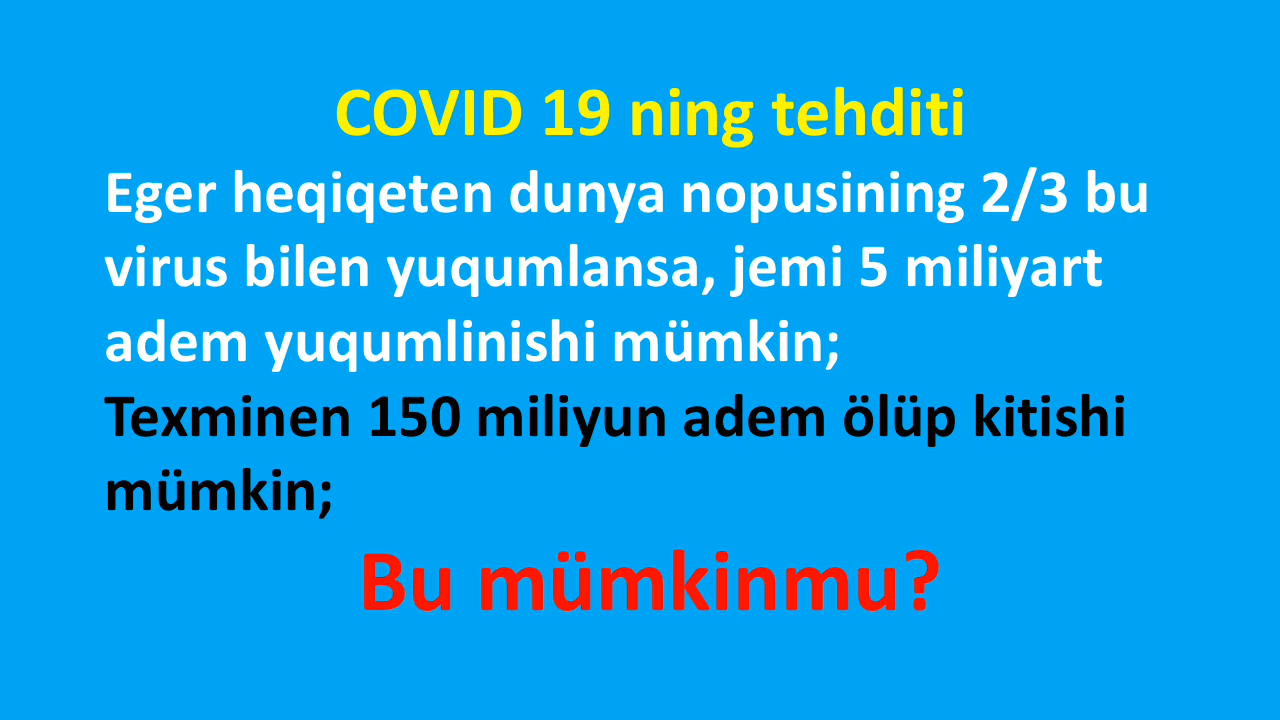 COVID 19 ning tehditi
Eger heqiqeten dunya nopusining 2/3 bu
virus bilen yuqumlansa, jemi 5 miliyart
adem yuqumlinishi mümkin;
Texminen 150 miliyun adem ölüp kitishi
mümkin;
Bu mümkinmu?